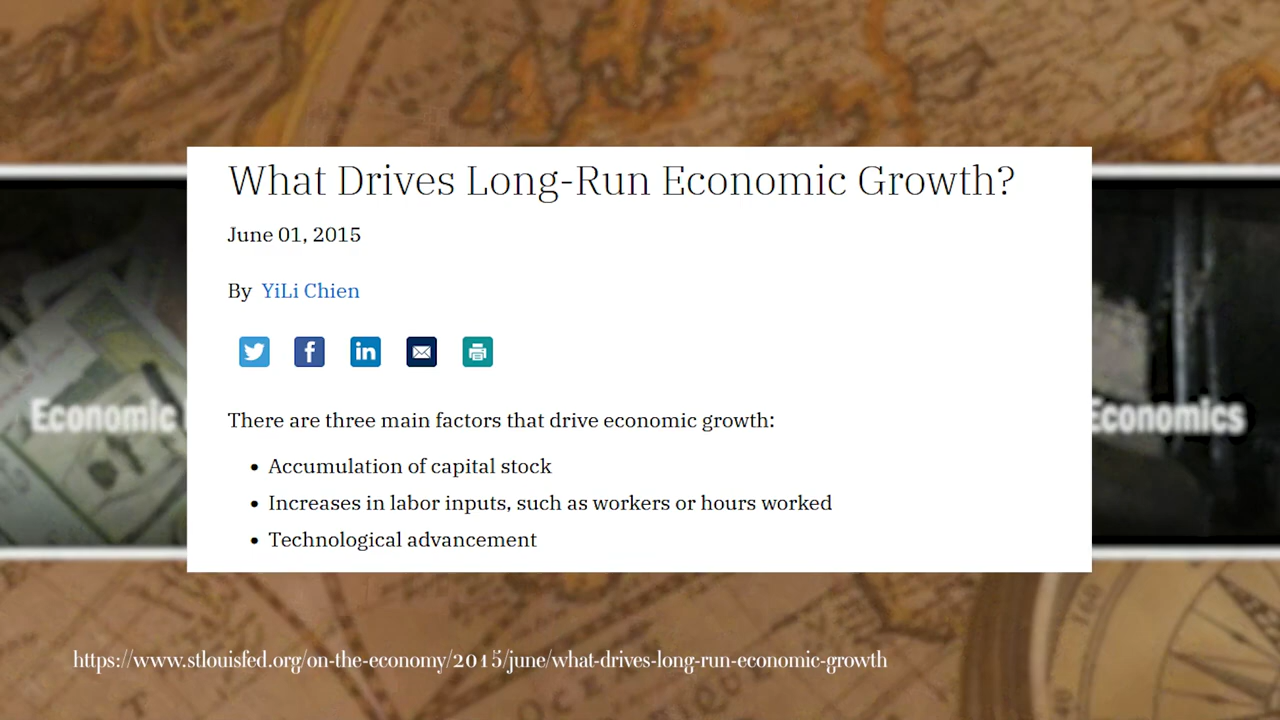 What Drives Long-Run Economic Growth?
June 01, 2015
By YiLi Chien
There are three main factors that drive economic growth:
• Accumulation of capital stock
• Increases in labor inputs, such as workers or hours worked
• Technological advancement
Economic
Economics
https://www.stlouisfed.org/on-the-economy/2015/june/what-drives-long-run-economic-growth